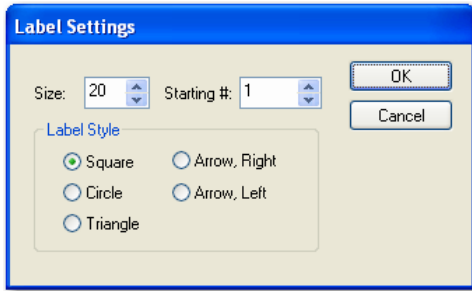 Label Settings
Size: 20 Starting #: 1 OK
Cancel
Label Style
Square Arrow, Right
Circle Arrow, Left
Triangle